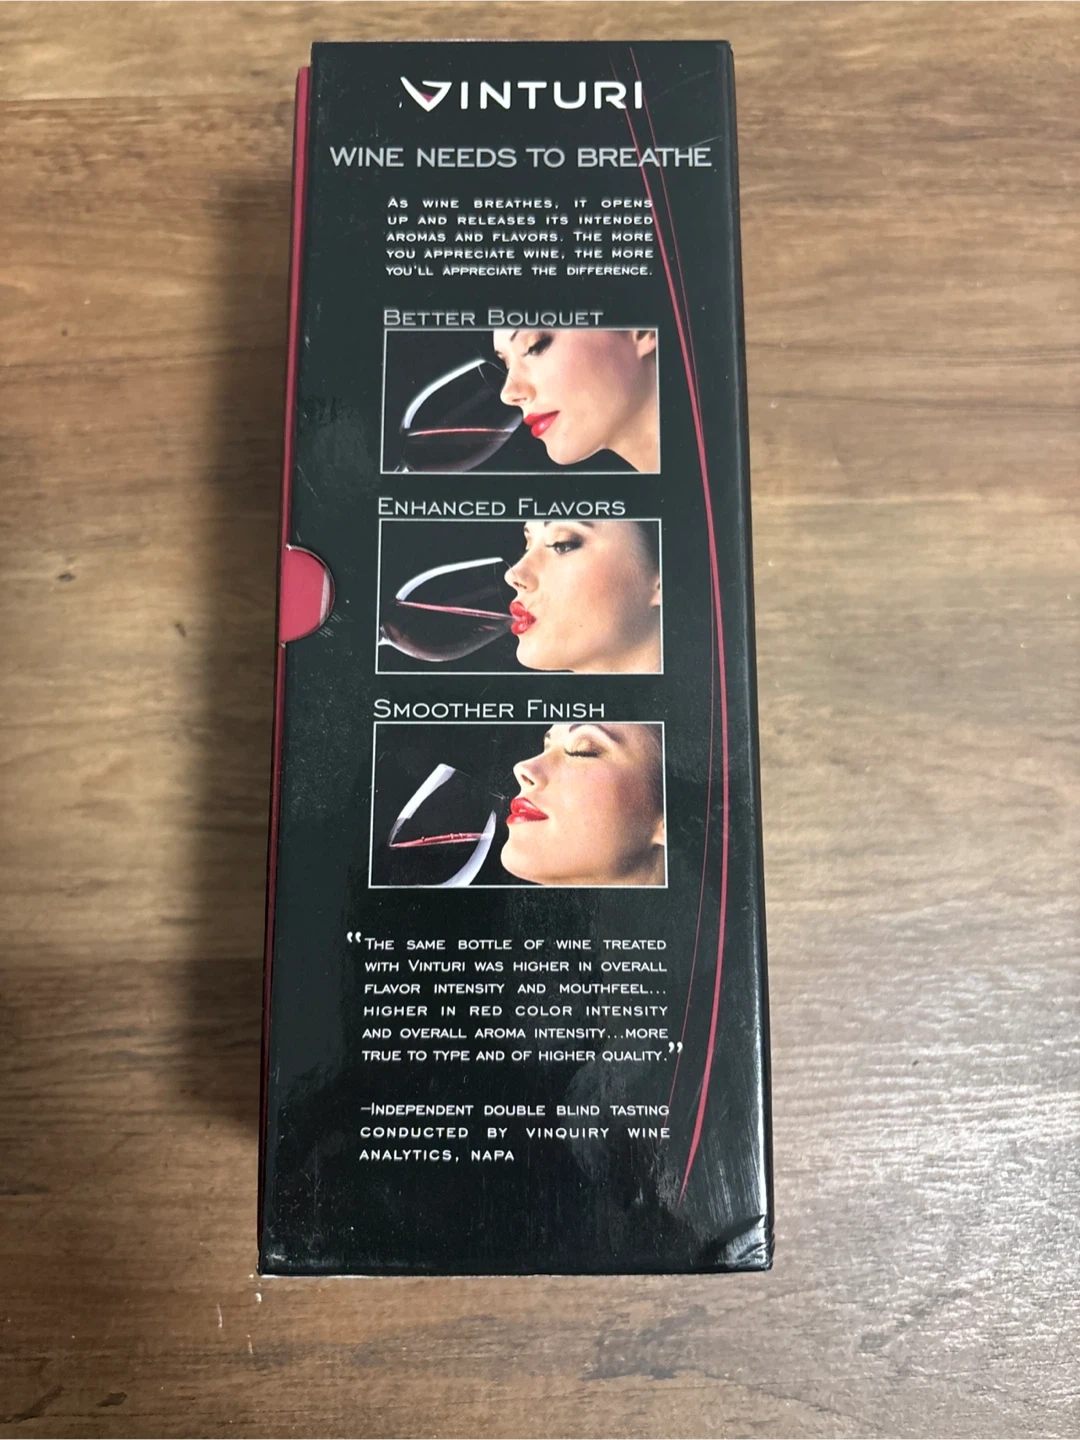 VINTURI
WINE NEEDS TO BREATHE
AS WINE BREATHES, IT OPENS
UP AND RELEASES ITS INTENDED
AROMAS AND FLAVORS. THE MORE
YOU APPRECIATE WINE, THE MORE
YOU'LL APPRECIATE THE DIFFERENCE.
BETTER BOUQUET
ENHANCED FLAVORS
SMOOTHER FINISH
“THE SAME BOTTLE OF WINE TREATED
WITH VINTURI WAS HIGHER IN OVERALL
FLAVOR INTENSITY AND MOUTHFEEL...
HIGHER IN RED COLOR INTENSITY
AND OVERALL AROMA INTENSITY...MORE
TRUE TO TYPE AND OF HIGHER QUALITY.”
–INDEPENDENT DOUBLE BLIND TASTING
CONDUCTED BY VINQUIRY WINE
ANALYTICS, NAPA